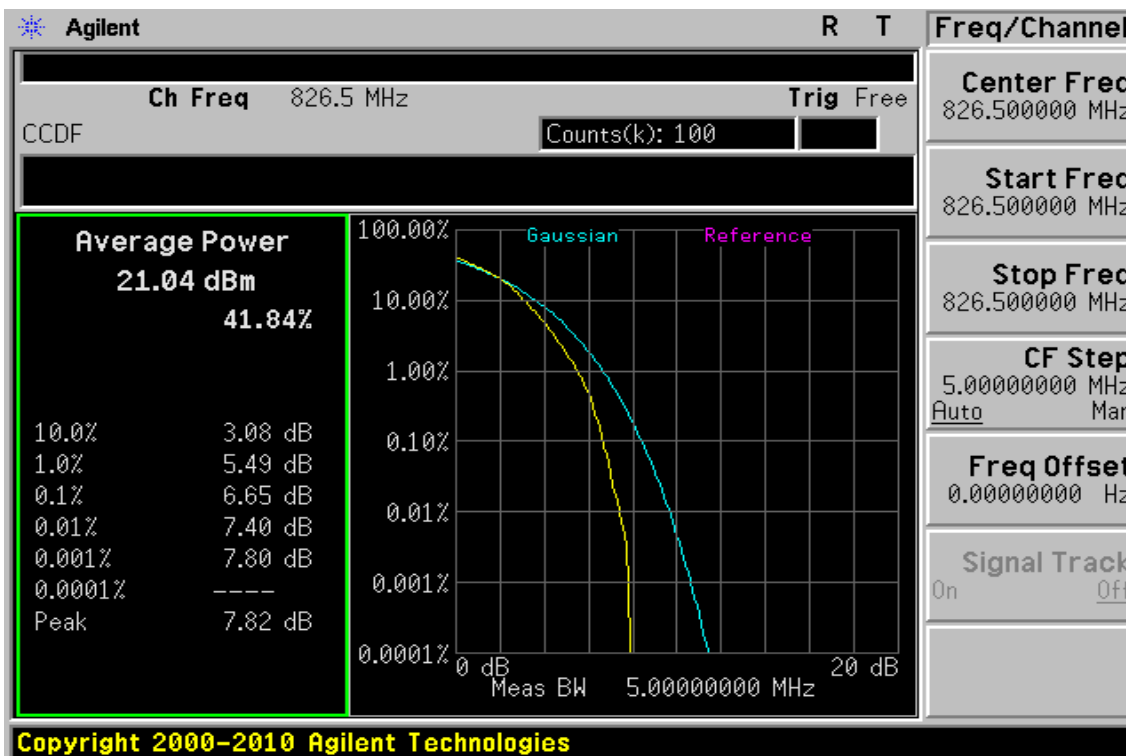 Agilent R T
Ch Freq 826.5 MHz Trig Free
CCDF Counts(k): 100
Average Power
21.04 dBm
41.84%
10.0% 3.08 dB
1.0% 5.49 dB
0.1% 6.65 dB
0.01% 7.40 dB
0.001% 7.80 dB
0.0001% ----
Peak 7.82 dB
Gaussian Reference
100.00%
10.00%
1.00%
0.10%
0.01%
0.001%
0.0001%
0 dB 20 dB
Meas BW 5.00000000 MHz
Freq/Channel
Center Freq
826.500000 MHz
Start Freq
826.500000 MHz
Stop Freq
826.500000 MHz
CF Step
5.00000000 MHz
Auto Man
Freq Offset
0.00000000 Hz
Signal Track
On Off
Copyright 2000-2010 Agilent Technologies